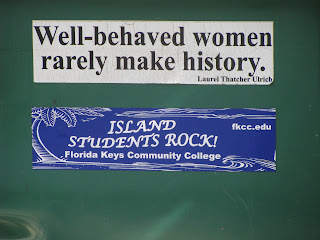 Well-behaved women
rarely make history.
Laurel Thatcher Ulrich
ISLAND
fkcc.edu
STUDENTS ROCK!
Florida Keys Community College